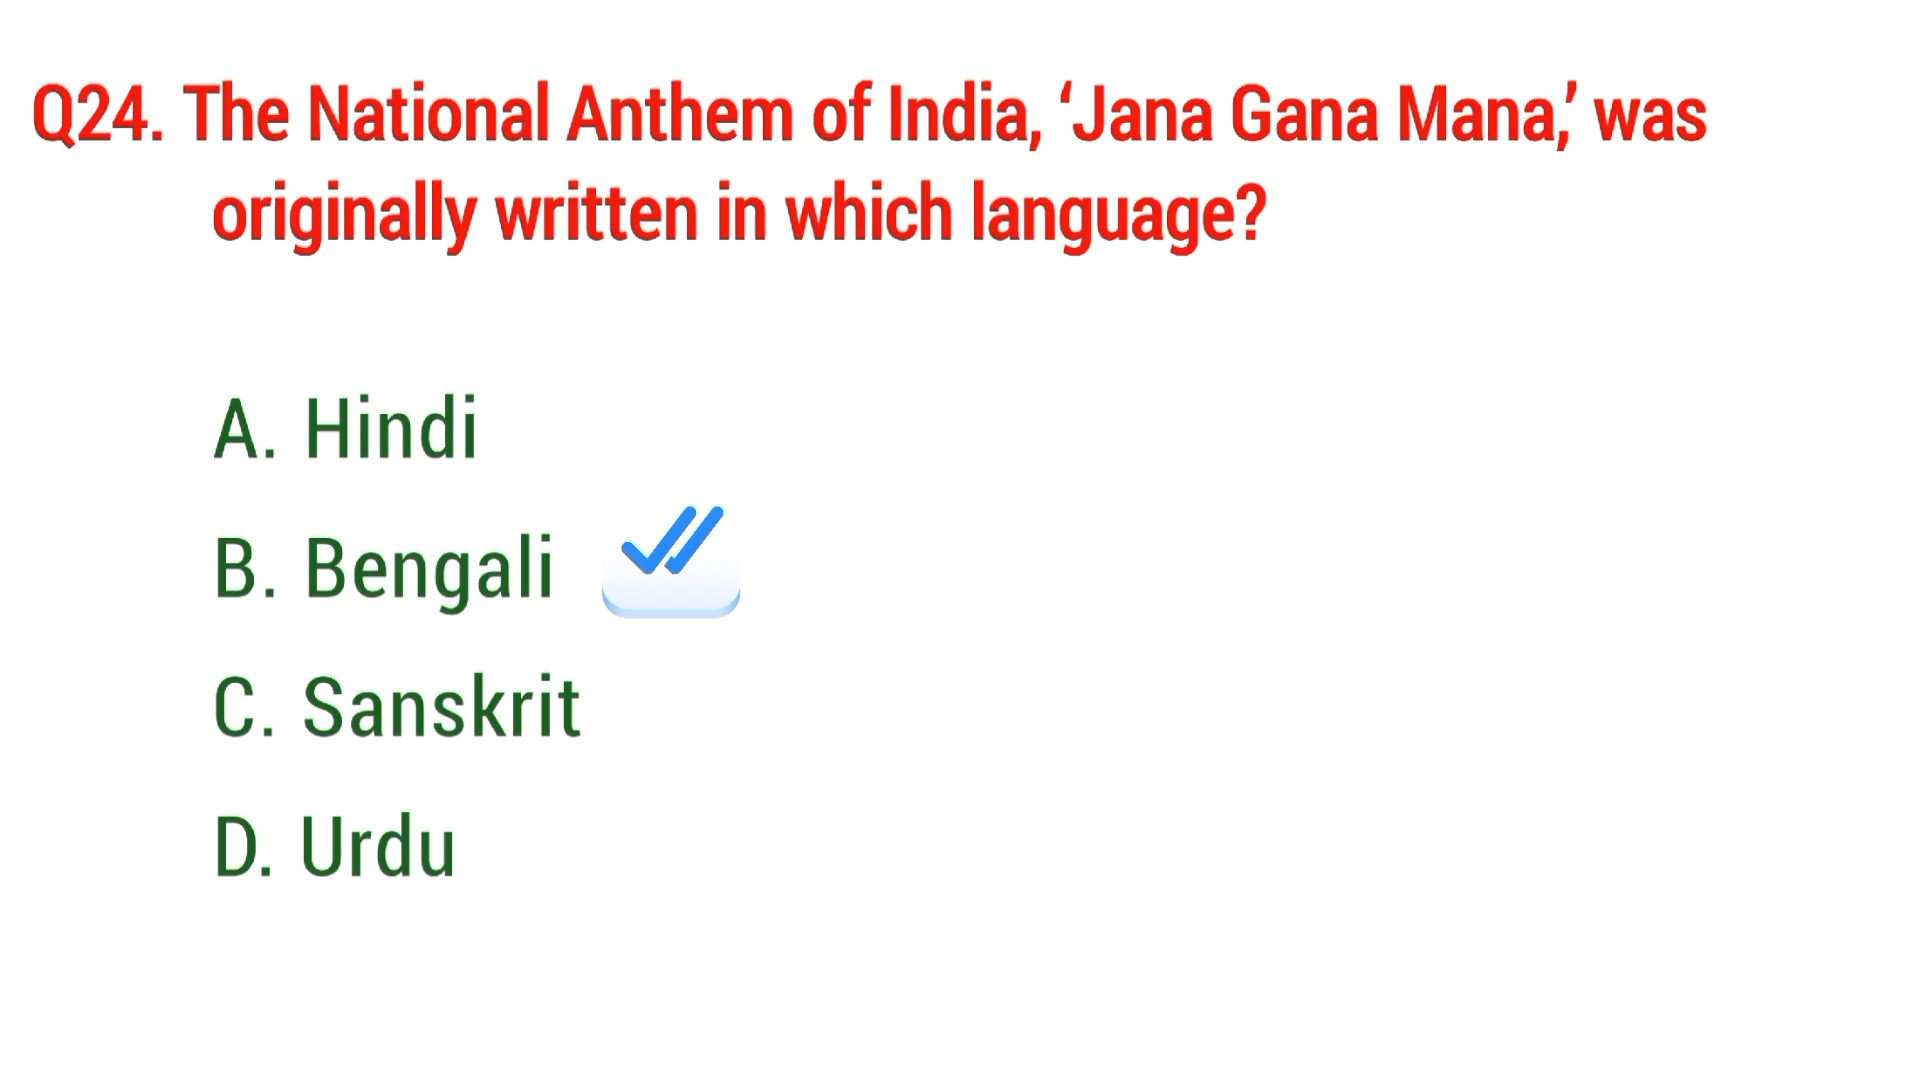 Q24. The National Anthem of India, ‘Jana Gana Mana,’ was
originally written in which language?
A. Hindi
B. Bengali
C. Sanskrit
D. Urdu